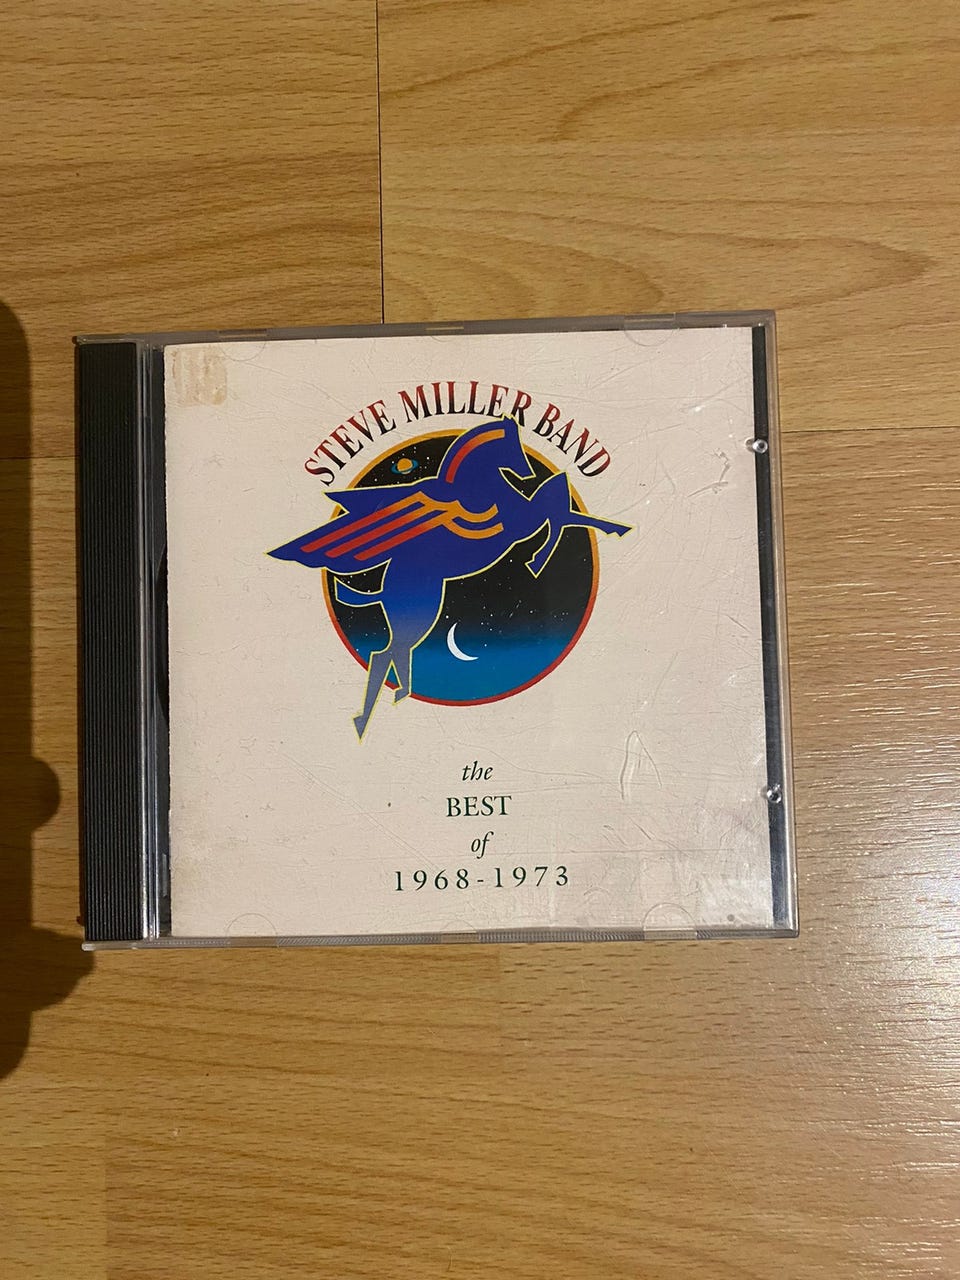 STEVE MILLER BAND
the
BEST
of
1968-1973